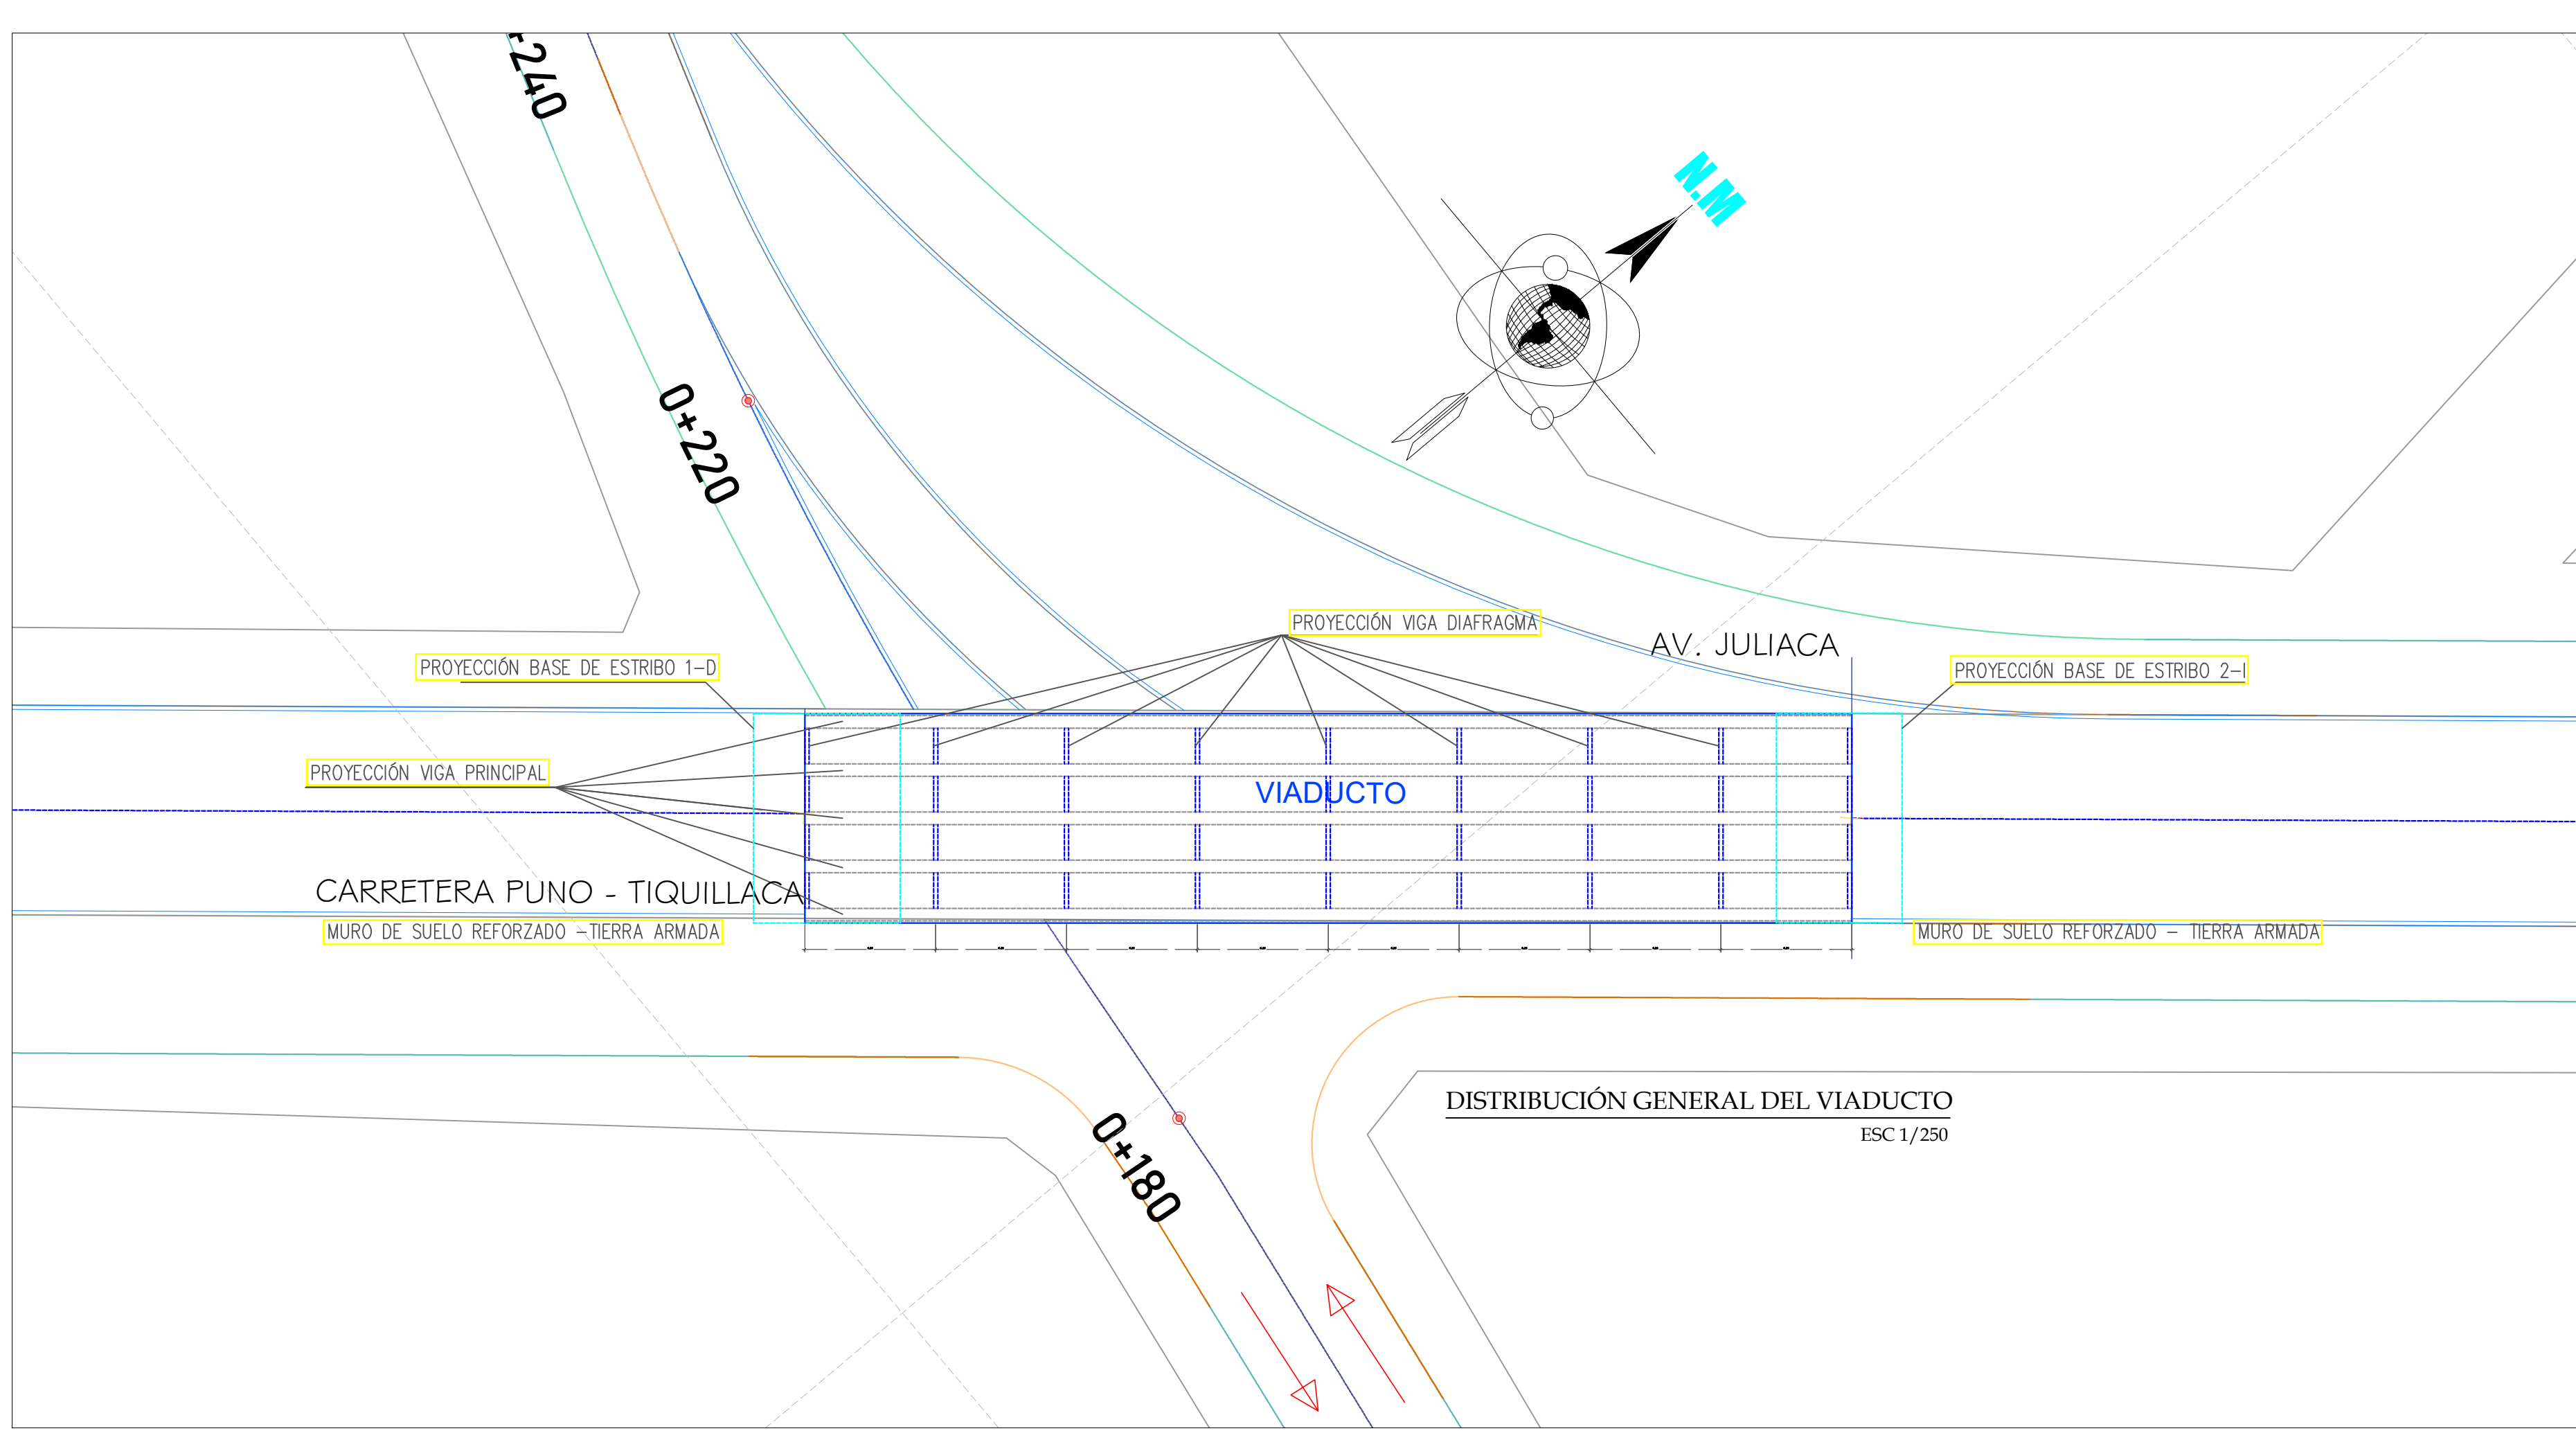 +240
N.M
0+220
PROYECCIÓN VIGA DIAFRAGMA
AV. JULIACA
PROYECCIÓN BASE DE ESTRIBO 1-D
PROYECCIÓN BASE DE ESTRIBO 2-I
PROYECCIÓN VIGA PRINCIPAL
VIADUCTO
CARRETERA PUNO - TIQUILLACA
MURO DE SUELO REFORZADO -TIERRA ARMADA
MURO DE SUELO REFORZADO - TIERRA ARMADA
DISTRIBUCIÓN GENERAL DEL VIADUCTO
ESC 1/250
0+180